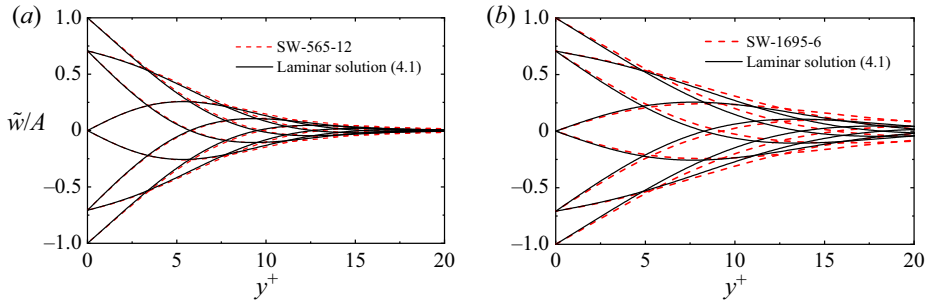 (a)
1.0
0.5
0
−0.5
−1.0
w̃/A
0 5 10 15 20
y+
SW-565-12
Laminar solution (4.1)
(b)
1.0
0.5
0
−0.5
−1.0
0 5 10 15 20
y+
SW-1695-6
Laminar solution (4.1)